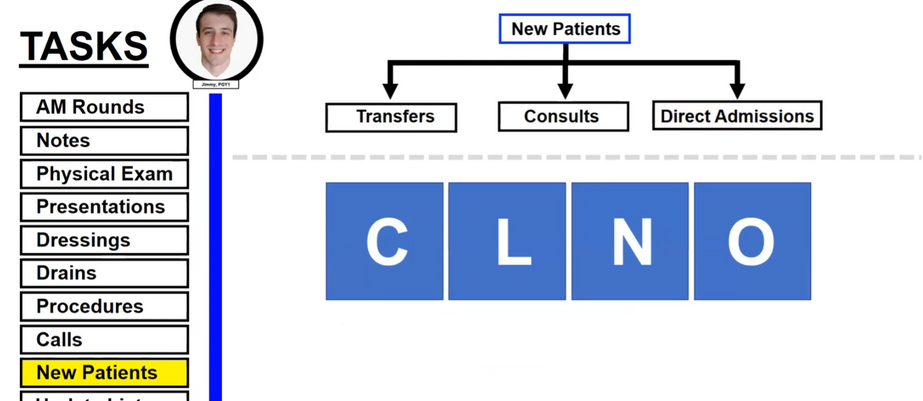 TASKS
Jimmy, PGY1
AM Rounds
Notes
Physical Exam
Presentations
Dressings
Drains
Procedures
Calls
New Patients
New Patients
Transfers
Consults
Direct Admissions
C
L
N
O